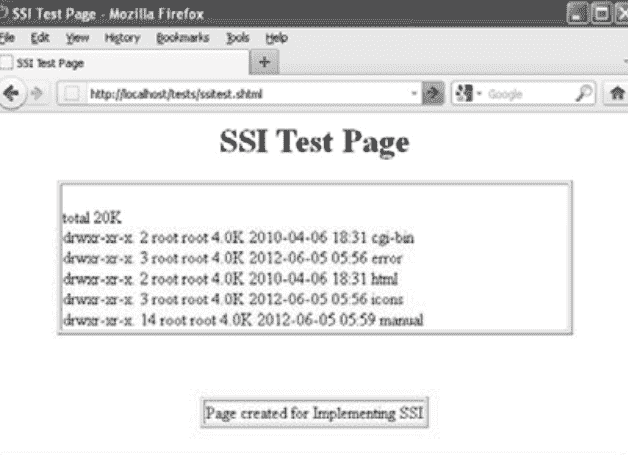 SSI Test Page - Mozilla Firefox
File Edit View History Bookmarks Tools Help
SSI Test Page
http://localhost/tests/ssitest.shtml Google
SSI Test Page
total 20K
drwxr-xr-x. 2 root root 4.0K 2010-04-06 18:31 cgi-bin
drwxr-xr-x. 3 root root 4.0K 2012-06-05 05:56 error
drwxr-xr-x. 2 root root 4.0K 2010-04-06 18:31 html
drwxr-xr-x. 3 root root 4.0K 2012-06-05 05:56 icons
drwxr-xr-x. 14 root root 4.0K 2012-06-05 05:59 manual
Page created for Implementing SSI